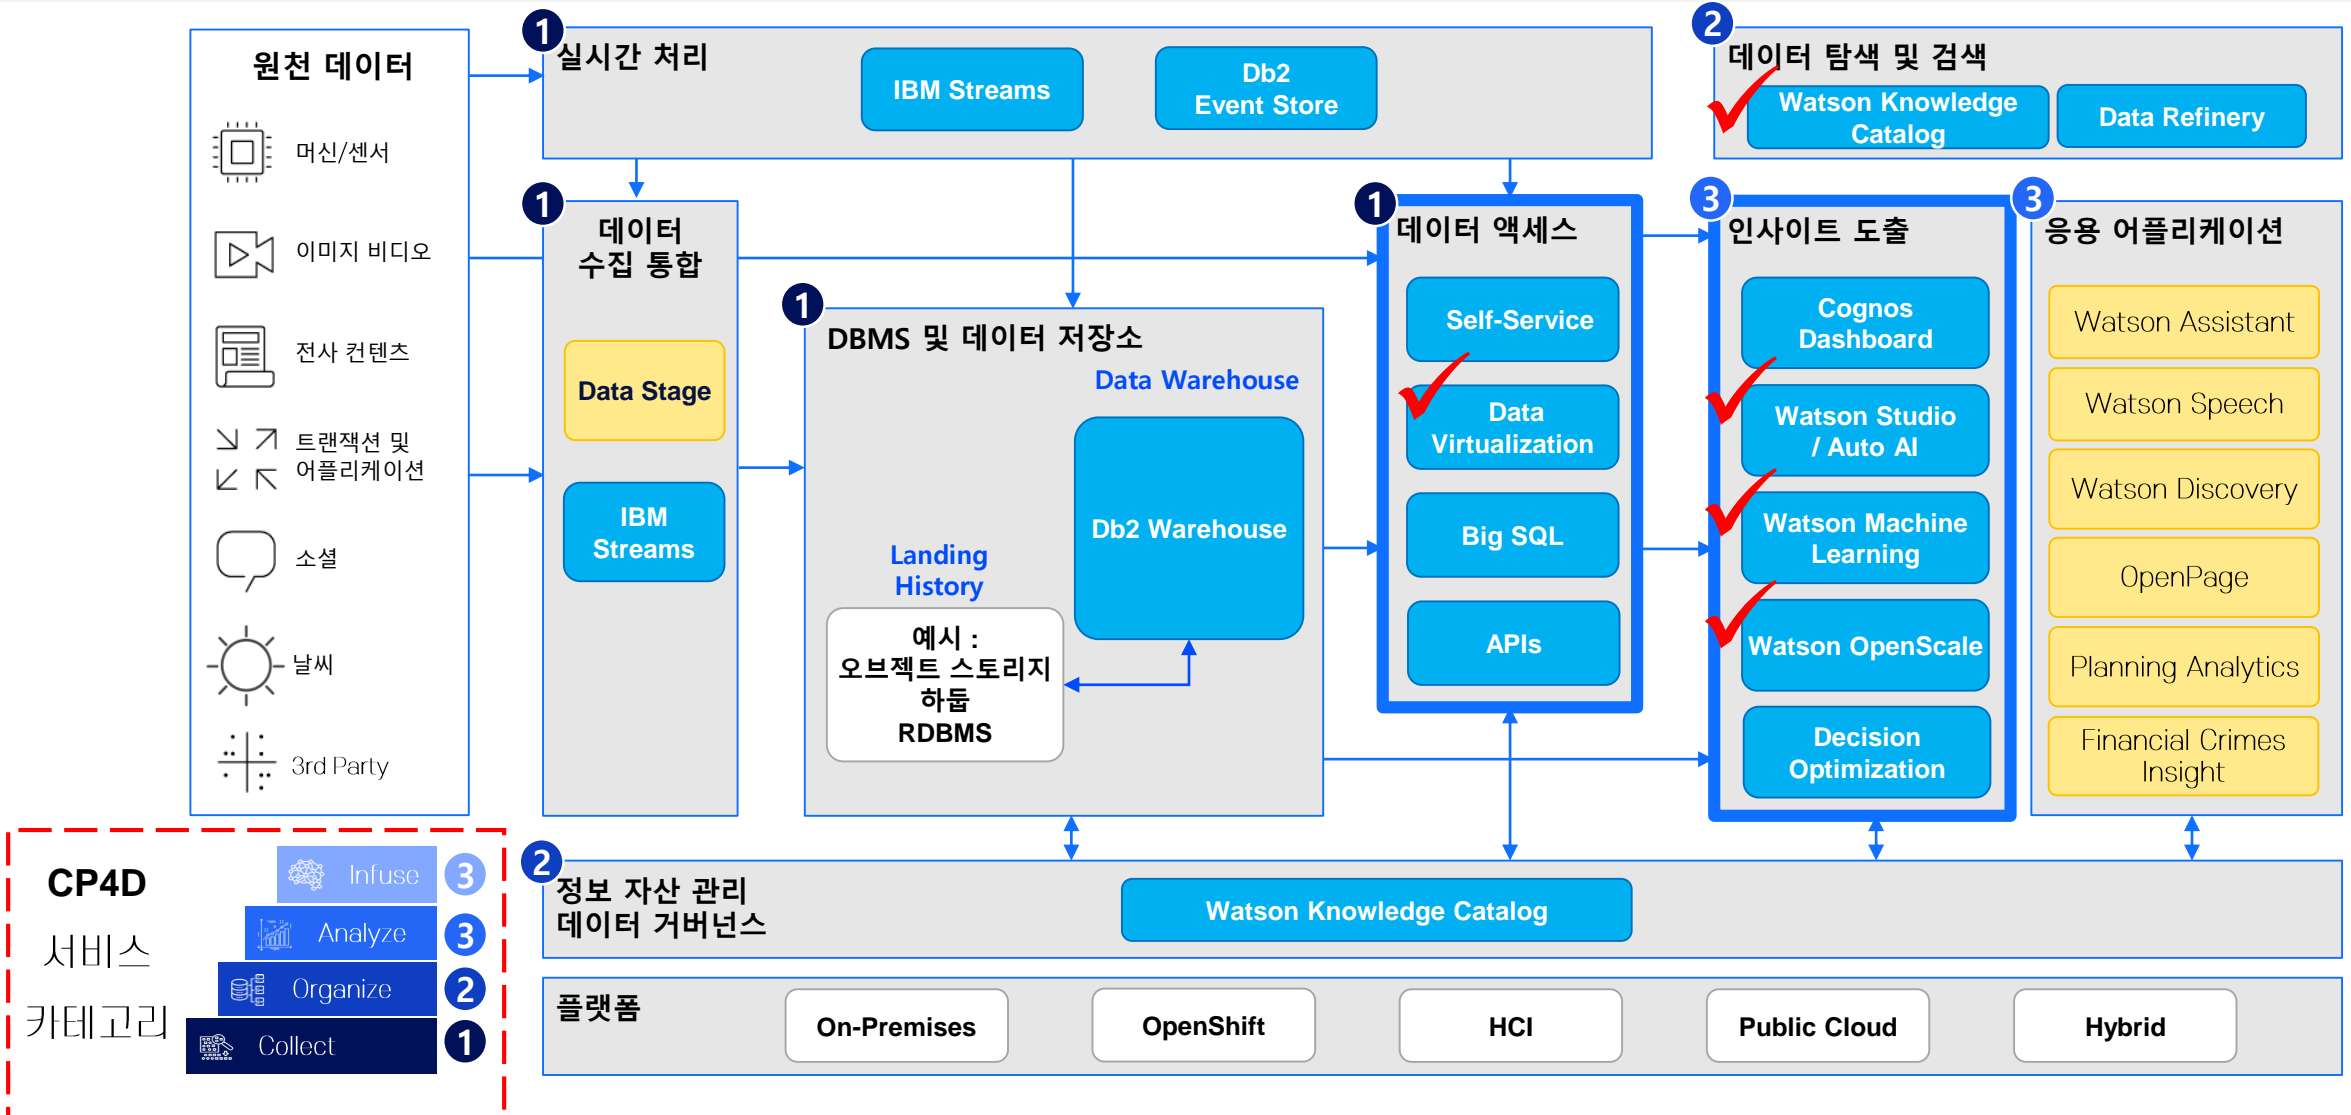 원천 데이터
머신/센서
이미지 비디오
전사 컨텐츠
트랜잭션 및
어플리케이션
소셜
날씨
3rd Party
1
실시간 처리
IBM Streams
Db2
Event Store
2
데이터 탐색 및 검색
Watson Knowledge
Catalog
Data Refinery
1
데이터
수집 통합
Data Stage
IBM
Streams
1
DBMS 및 데이터 저장소
Data Warehouse
Db2 Warehouse
Landing
History
예시 :
오브젝트 스토리지
하둡
RDBMS
1
데이터 액세스
Self-Service
Data
Virtualization
Big SQL
APIs
3
인사이트 도출
Cognos
Dashboard
Watson Studio
/ Auto AI
Watson Machine
Learning
Watson OpenScale
Decision
Optimization
3
응용 어플리케이션
Watson Assistant
Watson Speech
Watson Discovery
OpenPage
Planning Analytics
Financial Crimes
Insight
CP4D
서비스
카테고리
Infuse 3
Analyze 3
Organize 2
Collect 1
2
정보 자산 관리
데이터 거버넌스
Watson Knowledge Catalog
플랫폼
On-Premises
OpenShift
HCI
Public Cloud
Hybrid